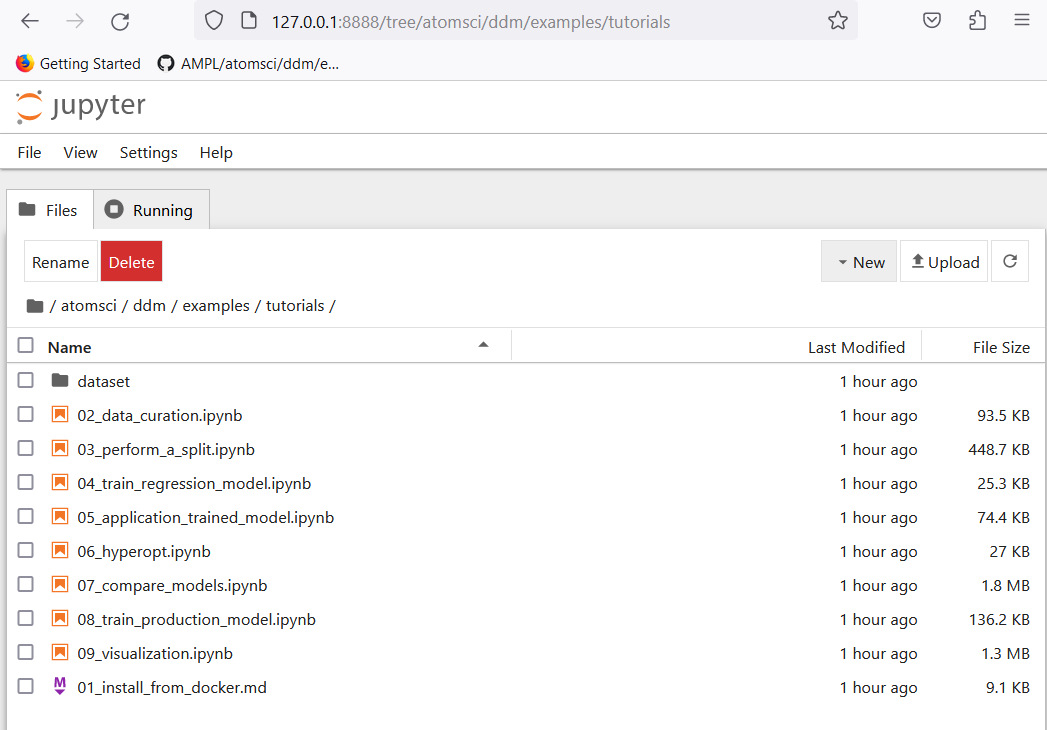 127.0.0.1:8888/tree/atomsci/ddm/examples/tutorials
Getting Started AMPL/atomsci/ddm/e...
jupyter
File View Settings Help
Files Running
Rename Delete New Upload
/ atomsci / ddm / examples / tutorials /
Name Last Modified File Size
dataset 1 hour ago
02_data_curation.ipynb 1 hour ago 93.5 KB
03_perform_a_split.ipynb 1 hour ago 448.7 KB
04_train_regression_model.ipynb 1 hour ago 25.3 KB
05_application_trained_model.ipynb 1 hour ago 74.4 KB
06_hyperopt.ipynb 1 hour ago 27 KB
07_compare_models.ipynb 1 hour ago 1.8 MB
08_train_production_model.ipynb 1 hour ago 136.2 KB
09_visualization.ipynb 1 hour ago 1.3 MB
M 01_install_from_docker.md 1 hour ago 9.1 KB